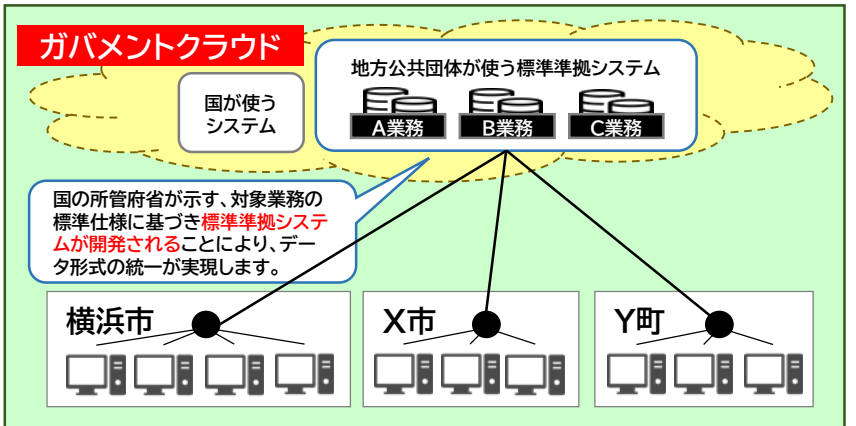 ガバメントクラウド
地方公共団体が使う標準準拠システム
国が使う
システム
A業務
B業務
C業務
国の所管府省が示す、対象業務の
標準仕様に基づき標準準拠システ
ムが開発されることにより、デー
タ形式の統一が実現します。
横浜市
X市
Y町